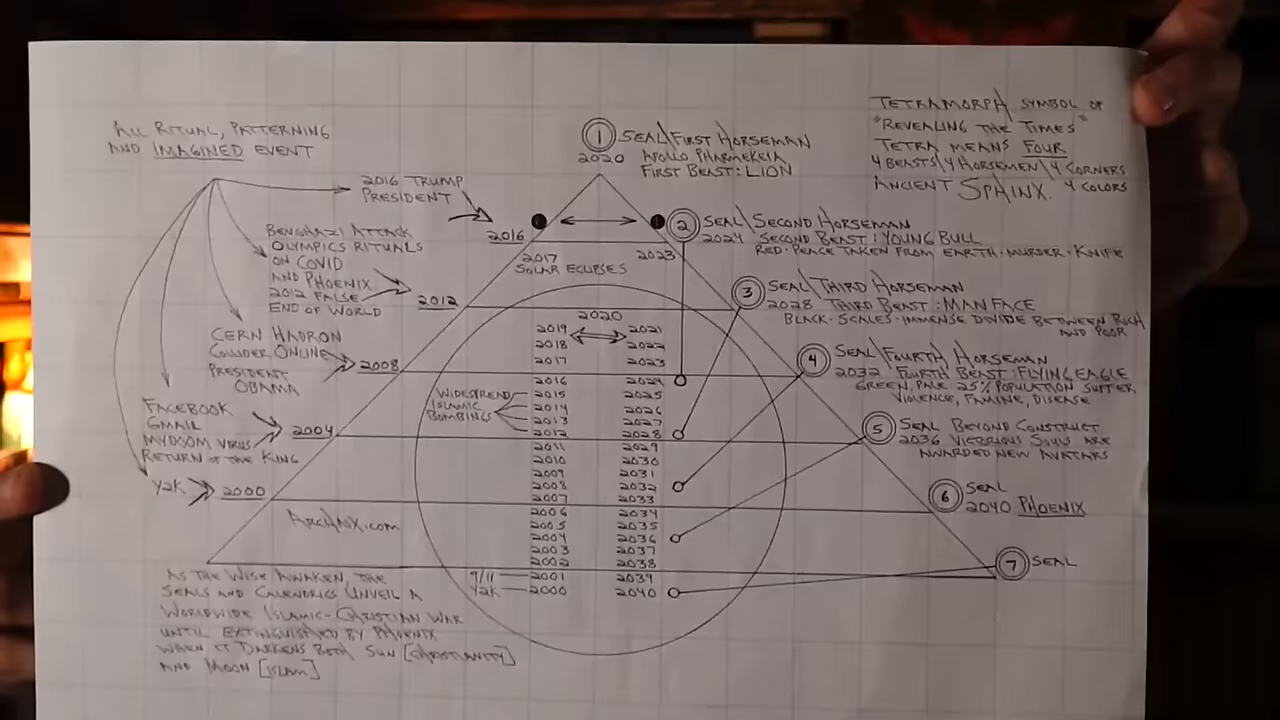 ALL RITUAL, PATTERNING
AND IMAGINED EVENT
2016 TRUMP
PRESIDENT
2016
BENGHAZI ATTACK
OLYMPICS RITUALS
ON COVID
AND PHOENIX
2012 FALSE
END OF WORLD
2012
CERN HADRON
COLLIDER ONLINE
PRESIDENT
OBAMA
2008
FACEBOOK
GMAIL
MYDOOM VIRUS
RETURN OF THE KING
2004
Y2K
2000
ARCHAIX.COM
1 SEAL/FIRST HORSEMAN
2020 APOLLO PHARMEKEIA
FIRST BEAST: LION
TETRAMORPH SYMBOL OF
"REVEALING THE TIMES"
TETRA MEANS FOUR
4 BEASTS/4 HORSEMEN/4 CORNERS
ANCIENT SPHINX. 4 COLORS
2 SEAL/SECOND HORSEMAN
2024 SECOND BEAST: YOUNG BULL
RED·PEACE TAKEN FROM EARTH·MURDER·KNIFE
2017 2023
SOLAR ECLIPSES
3 SEAL/THIRD HORSEMAN
2028 THIRD BEAST: MAN FACE
BLACK·SCALES·IMMENSE DIVIDE BETWEEN RICH
AND POOR
4 SEAL/FOURTH HORSEMAN
2032 FOURTH BEAST: FLYING EAGLE
GREEN, PALE 25% POPULATION SUFFER
VIOLENCE, FAMINE, DISEASE
5 SEAL BEYOND CONSTRUCT
2036 VICTORIOUS SOULS ARE
AWARDED NEW AVATARS
6 SEAL
2040 PHOENIX
7 SEAL
2020
2019 2021
2018 2022
2017 2023
2016 2024
2015 2025
2014 2026
2013 2027
2012 2028
2011 2029
2010 2030
2009 2031
2008 2032
2007 2033
2006 2034
2005 2035
2004 2036
2003 2037
2002 2038
9/11 2001 2039
Y2K 2000 2040
WIDESPREAD
ISLAMIC
BOMBINGS
AS THE WISE AWAKEN, THE
SEALS AND CALENDRICS UNVEIL A
WORLDWIDE ISLAMIC-CHRISTIAN WAR
UNTIL EXTINGUISHED BY PHOENIX
WHEN IT DARKENS BOTH SUN [CHRISTIANITY]
AND MOON [ISLAM]